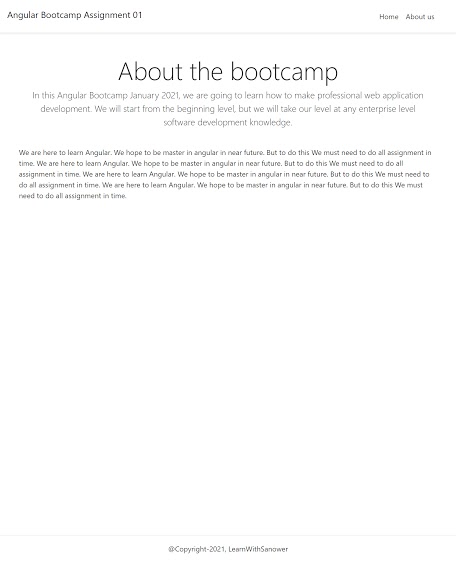 Angular Bootcamp Assignment 01
Home About us
About the bootcamp
In this Angular Bootcamp January 2021, we are going to learn how to make professional web application
development. We will start from the beginning level, but we will take our level at any enterprise level
software development knowledge.
We are here to learn Angular. We hope to be master in angular in near future. But to do this We must need to do all assignment in
time. We are here to learn Angular. We hope to be master in angular in near future. But to do this We must need to do all
assignment in time. We are here to learn Angular. We hope to be master in angular in near future. But to do this We must need to
do all assignment in time. We are here to learn Angular. We hope to be master in angular in near future. But to do this We must
need to do all assignment in time.
@Copyright-2021, LearnWithSanower